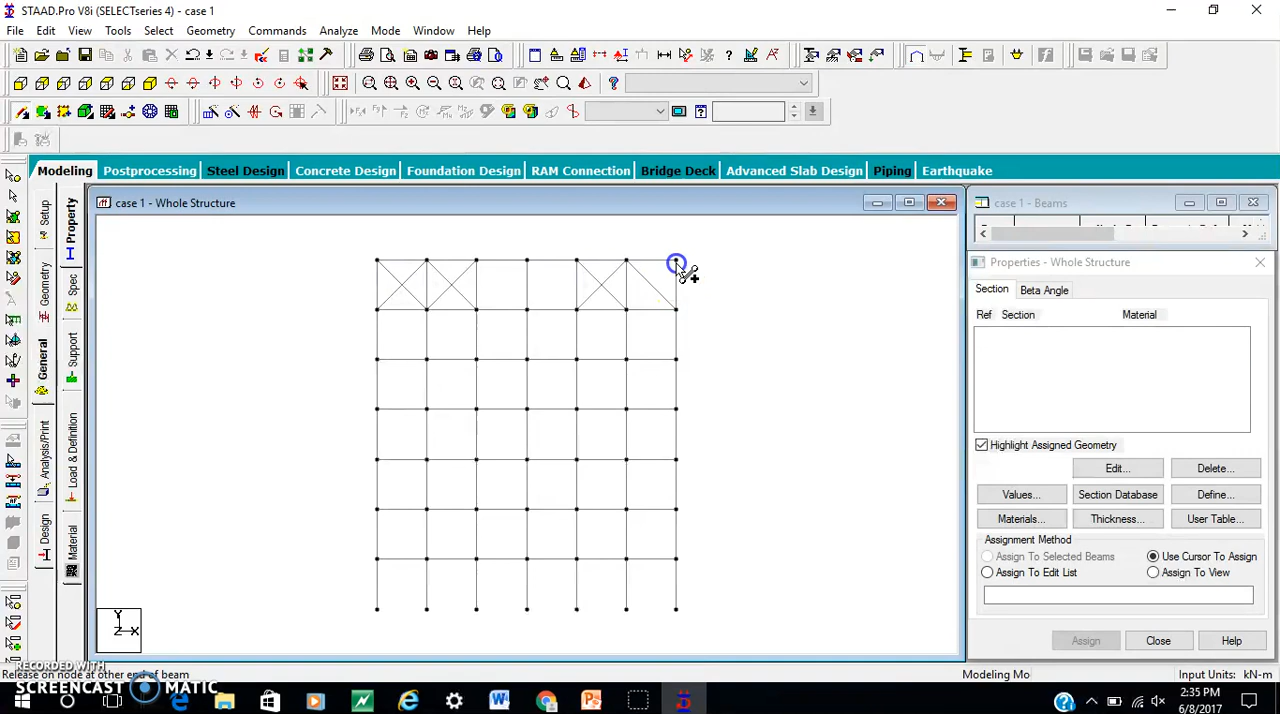 STAAD.Pro V8i (SELECTseries 4) - case 1
File Edit View Tools Select Geometry Commands Analyze Mode Window Help
Modeling Postprocessing Steel Design Concrete Design Foundation Design RAM Connection Bridge Deck Advanced Slab Design Piping Earthquake
case 1 - Whole Structure
case 1 - Beams
Properties - Whole Structure
Section Beta Angle
Ref Section Material
Setup
Geometry
General
Analysis/Print
Design
Property
Spec
Support
Load & Definition
Material
Highlight Assigned Geometry
Edit... Delete...
Values... Section Database Define...
Materials... Thickness... User Table...
Assignment Method
Assign To Selected Beams Use Cursor To Assign
Assign To Edit List Assign To View
Assign Close Help
Y
Z X
RECORDED WITH
SCREENCAST MATIC
Release on node at other end of beam
Modeling Mo Input Units: kN-m
2:35 PM
6/8/2017